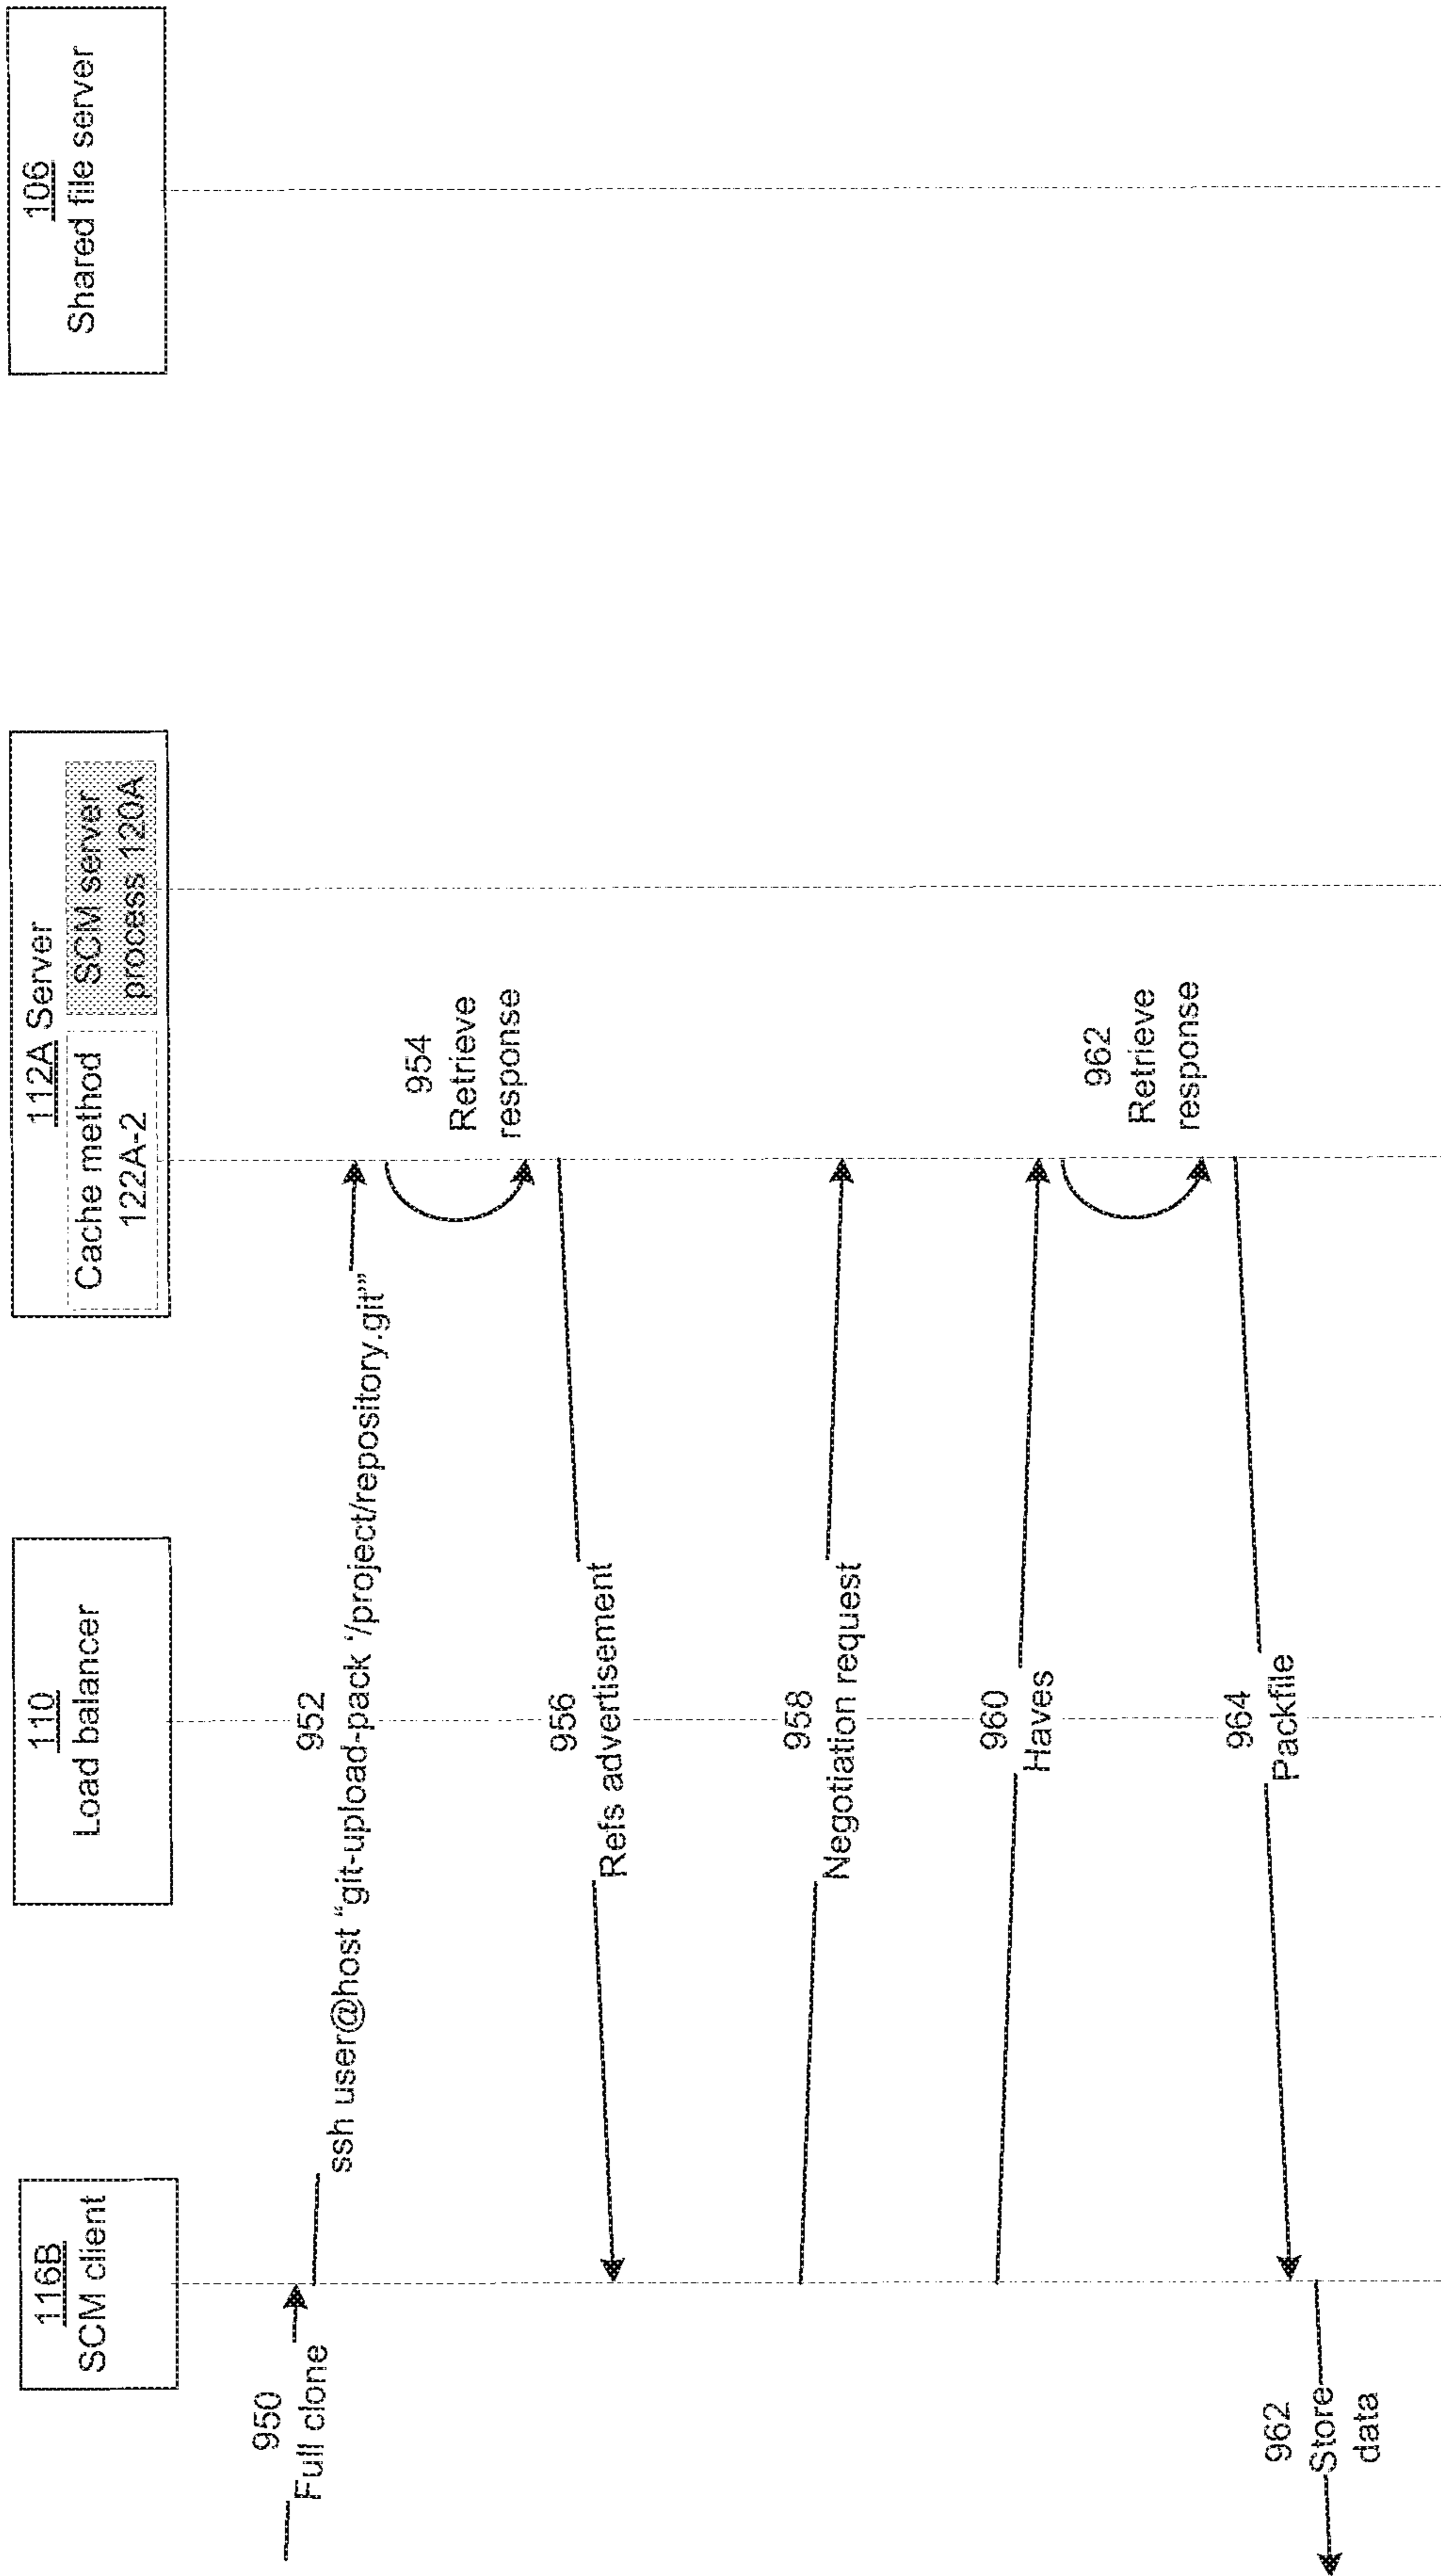 116B
SCM client
110
Load balancer
112A Server
Cache method
122A-2
SCM server
process 120A
106
Shared file server
950
Full clone
952
ssh user@host “git-upload-pack ‘/project/repository.git’”
954
Retrieve
response
956
Refs advertisement
958
Negotiation request
960
Haves
962
Retrieve
response
964
Packfile
962
Store
data